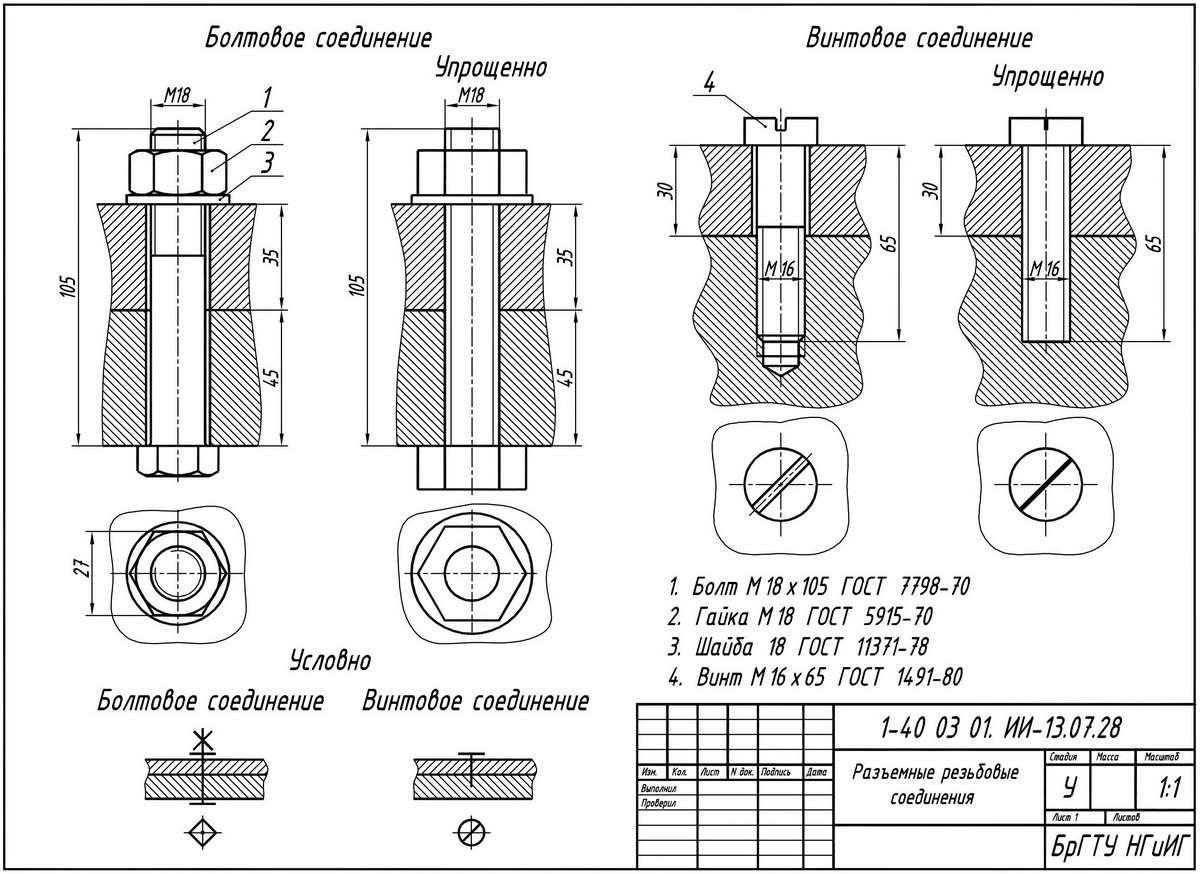 Болтовое соединение
Упрощенно
М18
М18
1
2
3
105
35
45
105
35
45
27
Винтовое соединение
Упрощенно
4
30
65
М 16
30
65
М 16
Условно
Болтовое соединение
Винтовое соединение
1. Болт М 18 х 105 ГОСТ 7798-70
2. Гайка М 18 ГОСТ 5915-70
3. Шайба 18 ГОСТ 11371-78
4. Винт М 16 х 65 ГОСТ 1491-80
1-40 03 01. ИИ-13.07.28
Изм. Кол. Лист N док. Подпись Дата
Выполнил
Проверил
Разъемные резьбовые
соединения
Стадия Масса Масштаб
У 1:1
Лист 1 Листов
БрГТУ НГиИГ